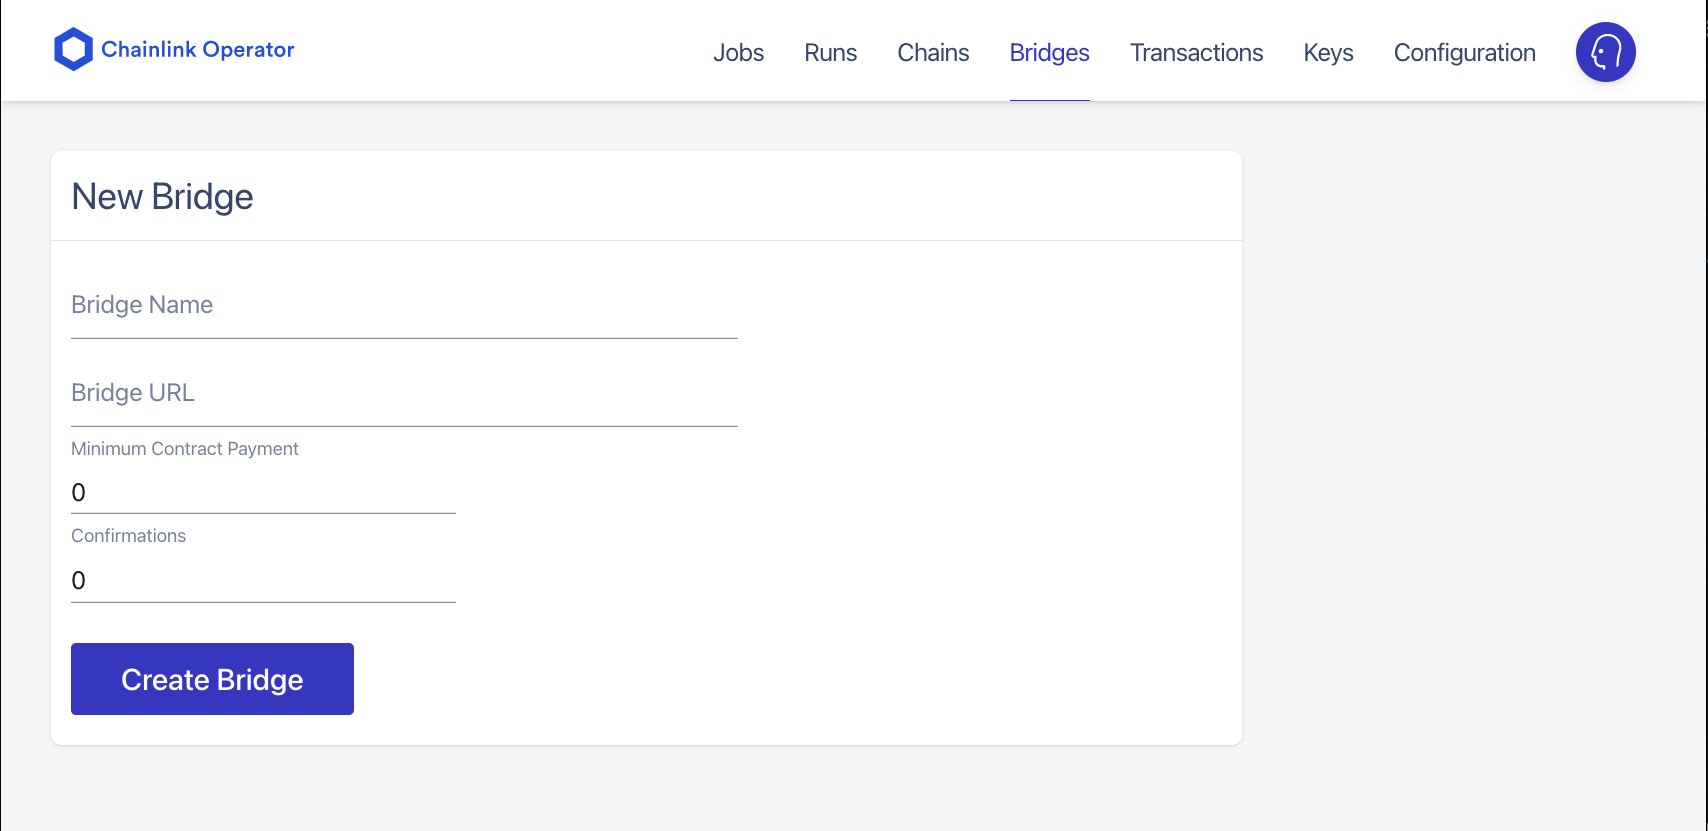 Chainlink Operator
Jobs Runs Chains Bridges Transactions Keys Configuration
New Bridge
Bridge Name
Bridge URL
Minimum Contract Payment
0
Confirmations
0
Create Bridge